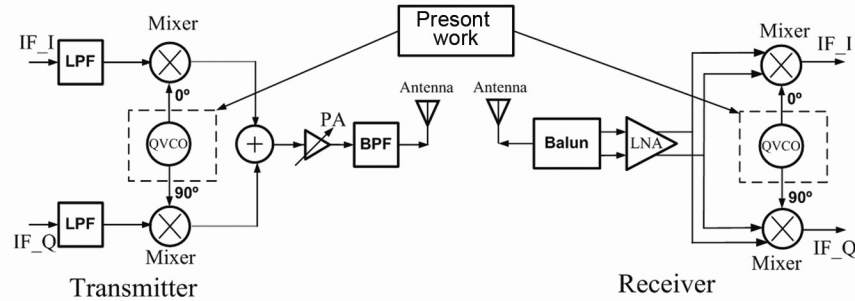 Mixer
Present
work
Mixer
IF_I
LPF
IF_I
0º
Antenna
Antenna
0º
QVCO
PA
BPF
Balun
LNA
QVCO
90º
90º
LPF
IF_Q
Mixer
Mixer
IF_Q
Transmitter
Receiver